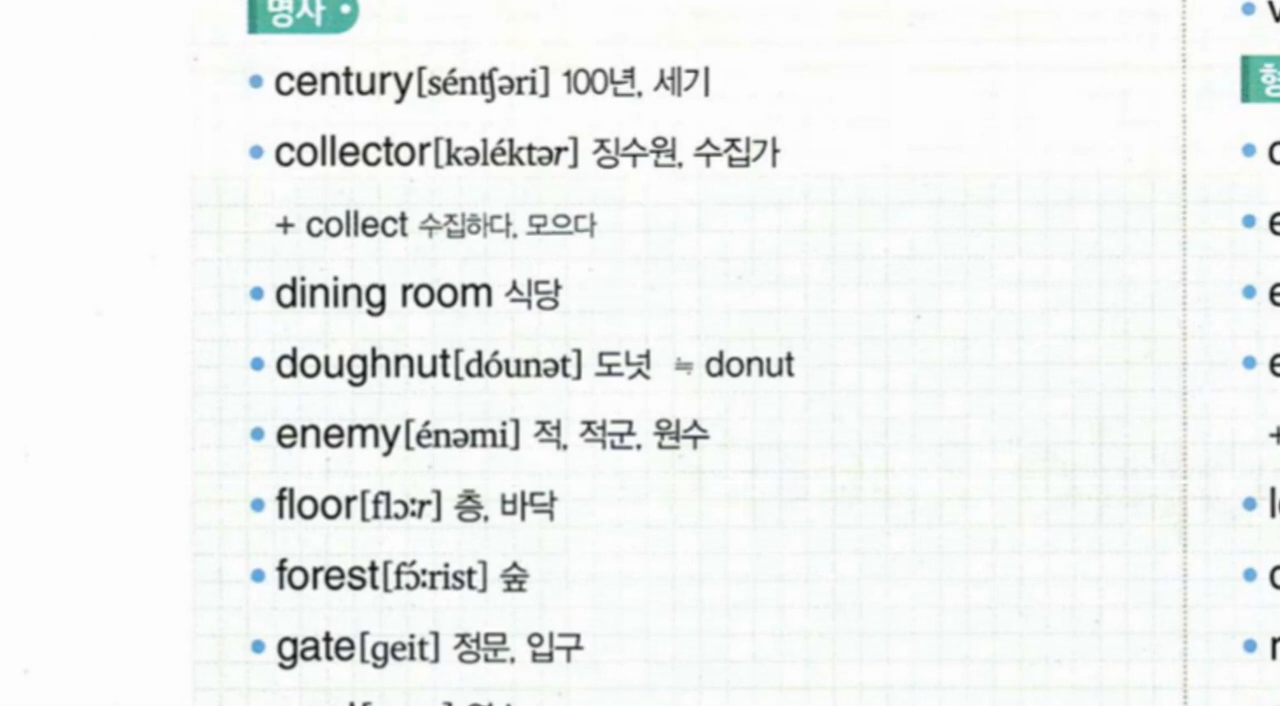 명사
century[séntʃəri] 100년, 세기
collector[kəléktər] 징수원, 수집가
+ collect 수집하다, 모으다
dining room 식당
doughnut[dóunət] 도넛 ≒ donut
enemy[énəmi] 적, 적군, 원수
floor[flɔːr] 층, 바닥
forest[fɔ́ːrist] 숲
gate[geit] 정문, 입구